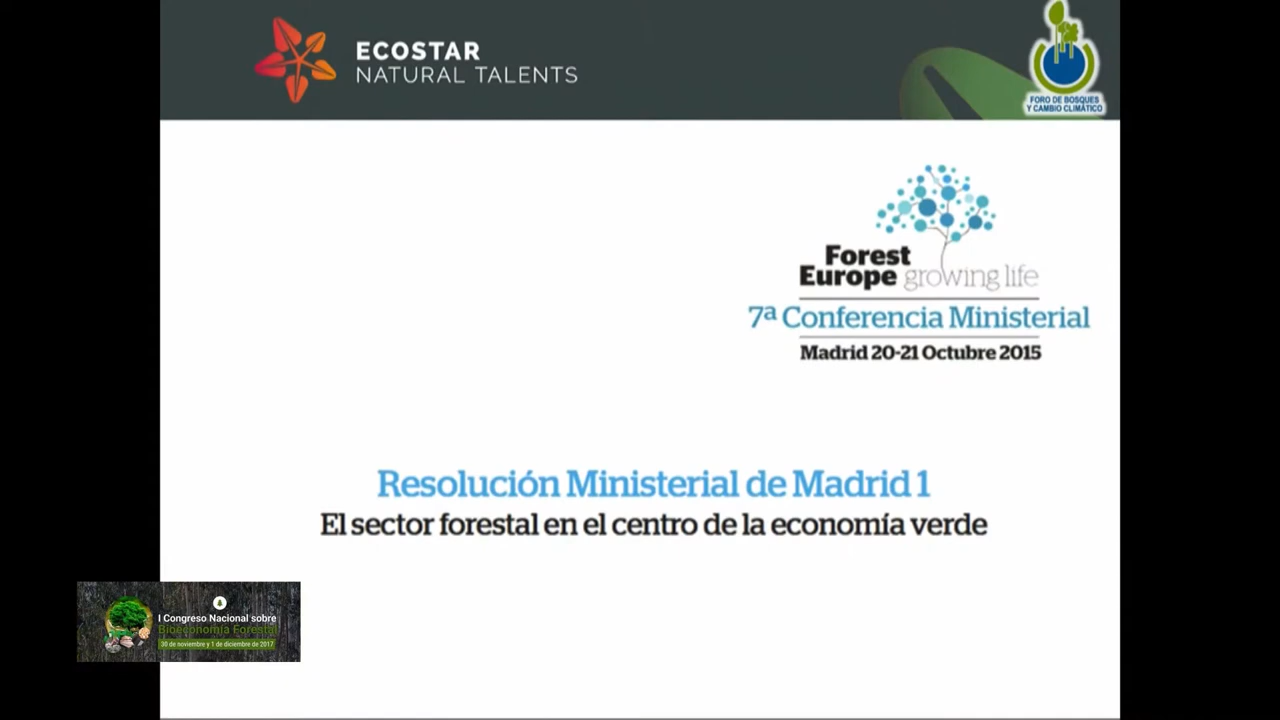 ECOSTAR
NATURAL TALENTS
FORO DE BOSQUES
Y CAMBIO CLIMÁTICO
Forest
Europe growing life
7ª Conferencia Ministerial
Madrid 20-21 Octubre 2015
Resolución Ministerial de Madrid 1
El sector forestal en el centro de la economía verde
I Congreso Nacional sobre
Bioeconomía Forestal
30 de noviembre y 1 de diciembre de 2017